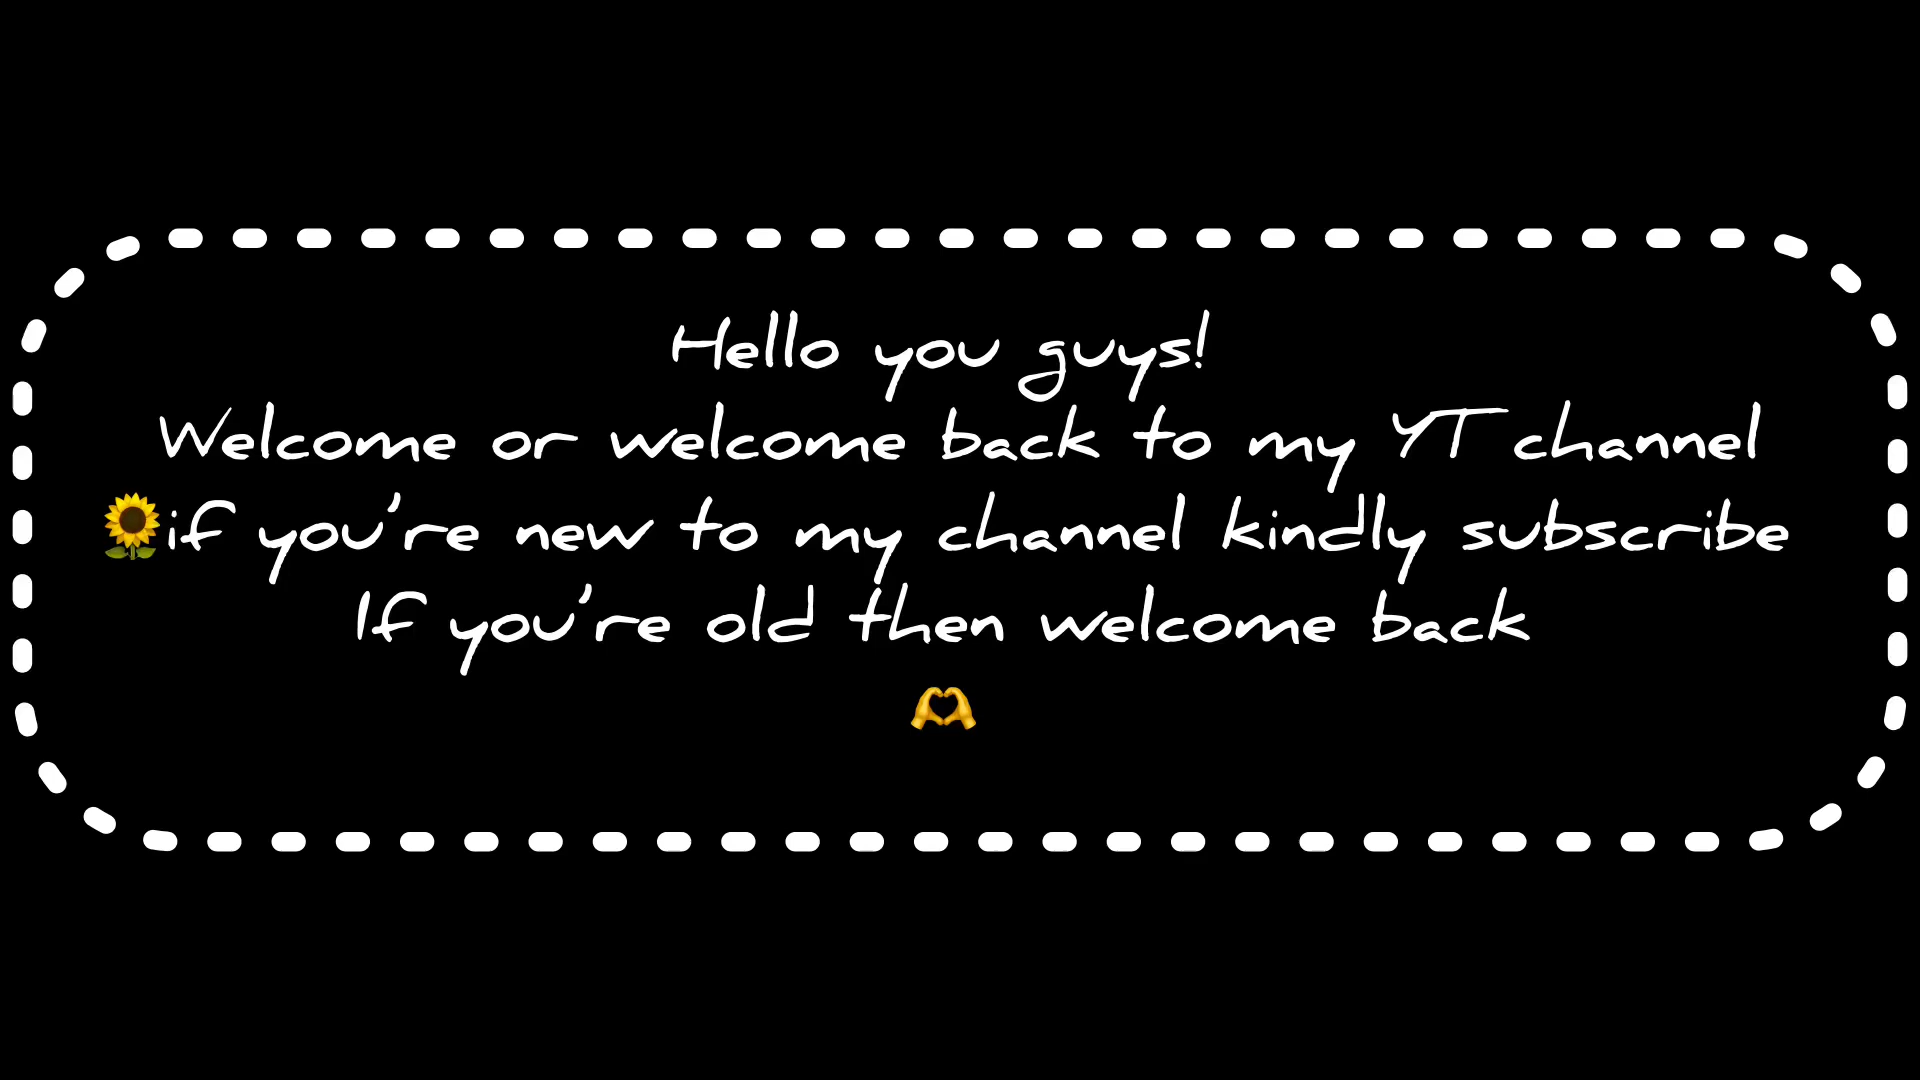 Hello you guys!
Welcome or welcome back to my YT channel
🌻if you're new to my channel kindly subscribe
If you're old then welcome back
🫶